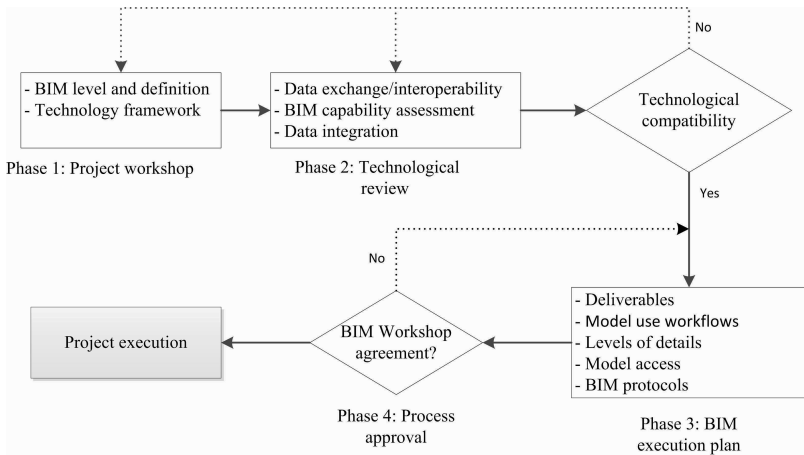 No
- BIM level and definition
- Technology framework
- Data exchange/interoperability
- BIM capability assessment
- Data integration
Technological
compatibility
Phase 1: Project workshop
Phase 2: Technological
review
Yes
No
- Deliverables
- Model use workflows
- Levels of details
- Model access
- BIM protocols
BIM Workshop
agreement?
Project execution
Phase 4: Process
approval
Phase 3: BIM
execution plan